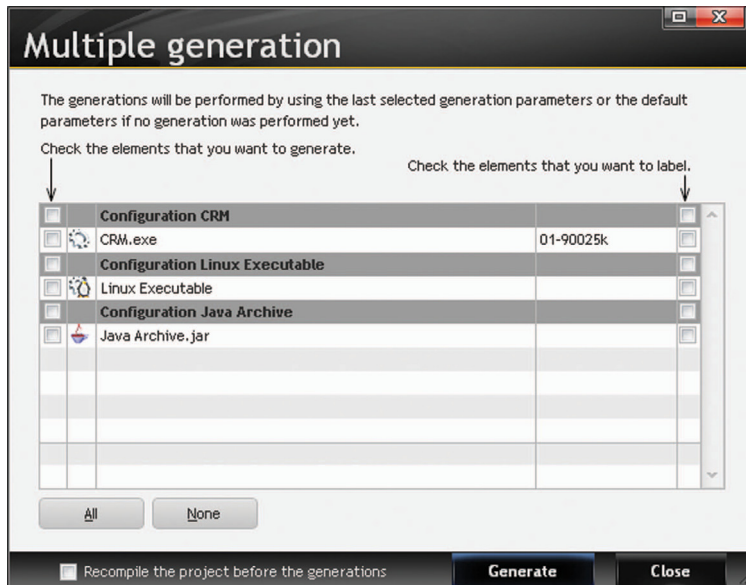 Multiple generation
The generations will be performed by using the last selected generation parameters or the default
parameters if no generation was performed yet.
Check the elements that you want to generate.
Check the elements that you want to label.
Configuration CRM
CRM.exe 01-90025k
Configuration Linux Executable
Linux Executable
Configuration Java Archive
Java Archive.jar
All None
Recompile the project before the generations Generate Close